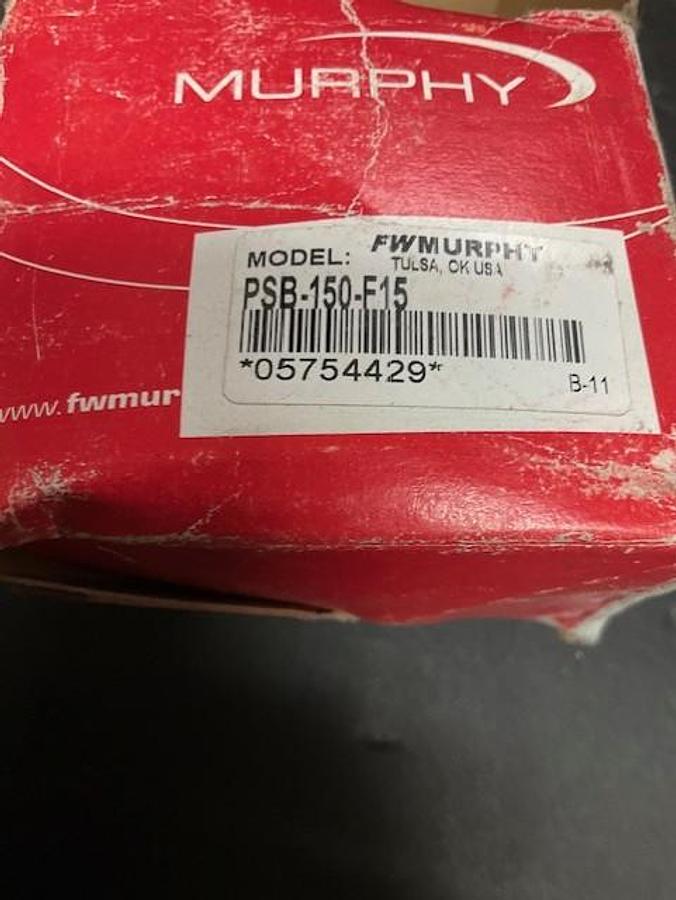 MURPHY
MODEL: FWMURPHY
TULSA, OK USA
PSB-150-F15
*05754429*
B-11
www.fwmur